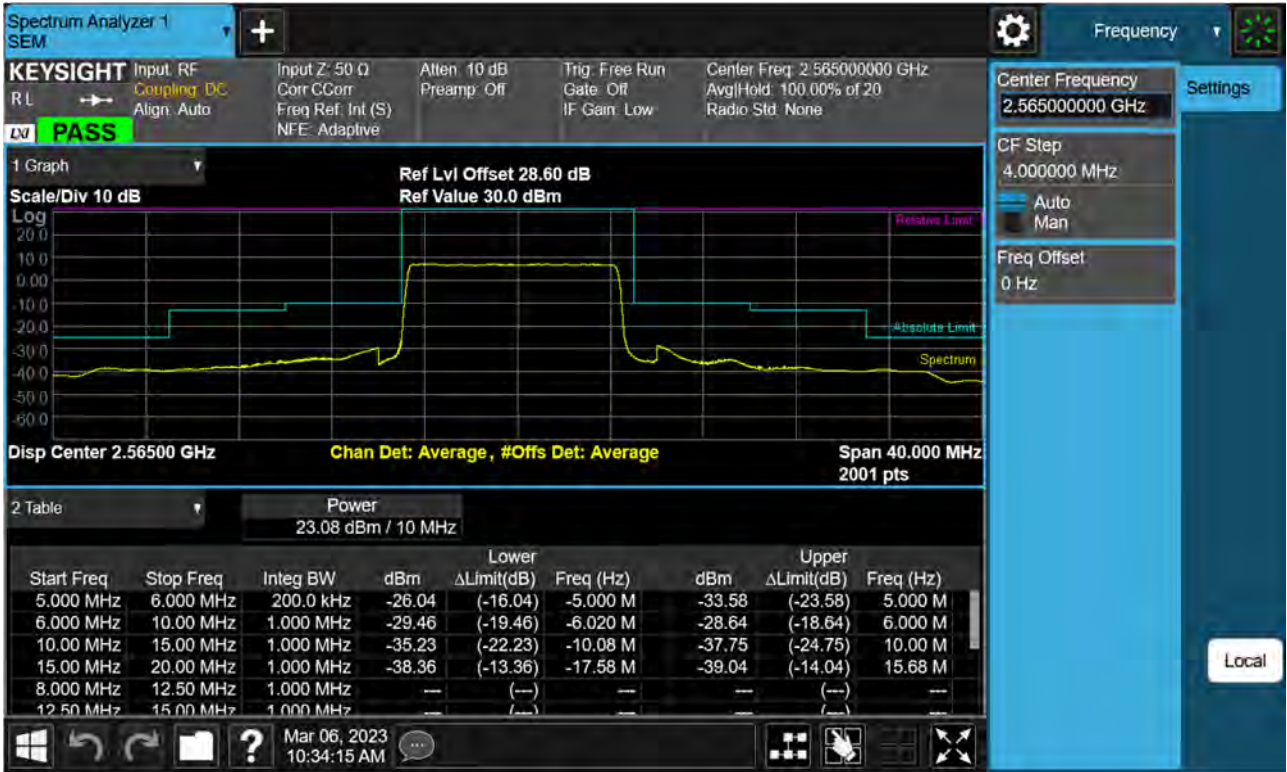 Spectrum Analyzer 1
SEM
Frequency
KEYSIGHT
R L
LXI PASS
Input: RF
Coupling: DC
Align: Auto
Input Z: 50 Ω
Corr CCorr
Freq Ref: Int (S)
NFE: Adaptive
Atten: 10 dB
Preamp: Off
Trig: Free Run
Gate: Off
IF Gain: Low
Center Freq: 2.565000000 GHz
Avg|Hold: 100.00% of 20
Radio Std: None
Center Frequency
2.565000000 GHz
Settings
CF Step
4.000000 MHz
Auto
Man
Freq Offset
0 Hz
Local
1 Graph
Scale/Div 10 dB
Ref Lvl Offset 28.60 dB
Ref Value 30.0 dBm
Log
20.0
10.0
0.00
-10.0
-20.0
-30.0
-40.0
-50.0
-60.0
Relative Limit
Absolute Limit
Spectrum
Disp Center 2.56500 GHz
Chan Det: Average, #Offs Det: Average
Span 40.000 MHz
2001 pts
2 Table
Power
23.08 dBm / 10 MHz
Lower Upper
Start Freq Stop Freq Integ BW dBm ΔLimit(dB) Freq (Hz) dBm ΔLimit(dB) Freq (Hz)
5.000 MHz 6.000 MHz 200.0 kHz -26.04 (-16.04) -5.000 M -33.58 (-23.58) 5.000 M
6.000 MHz 10.00 MHz 1.000 MHz -29.46 (-19.46) -6.020 M -28.64 (-18.64) 6.000 M
10.00 MHz 15.00 MHz 1.000 MHz -35.23 (-22.23) -10.08 M -37.75 (-24.75) 10.00 M
15.00 MHz 20.00 MHz 1.000 MHz -38.36 (-13.36) -17.58 M -39.04 (-14.04) 15.68 M
8.000 MHz 12.50 MHz 1.000 MHz --- (---) --- --- (---) ---
12.50 MHz 15.00 MHz 1.000 MHz --- (---) --- --- (---) ---
Mar 06, 2023
10:34:15 AM